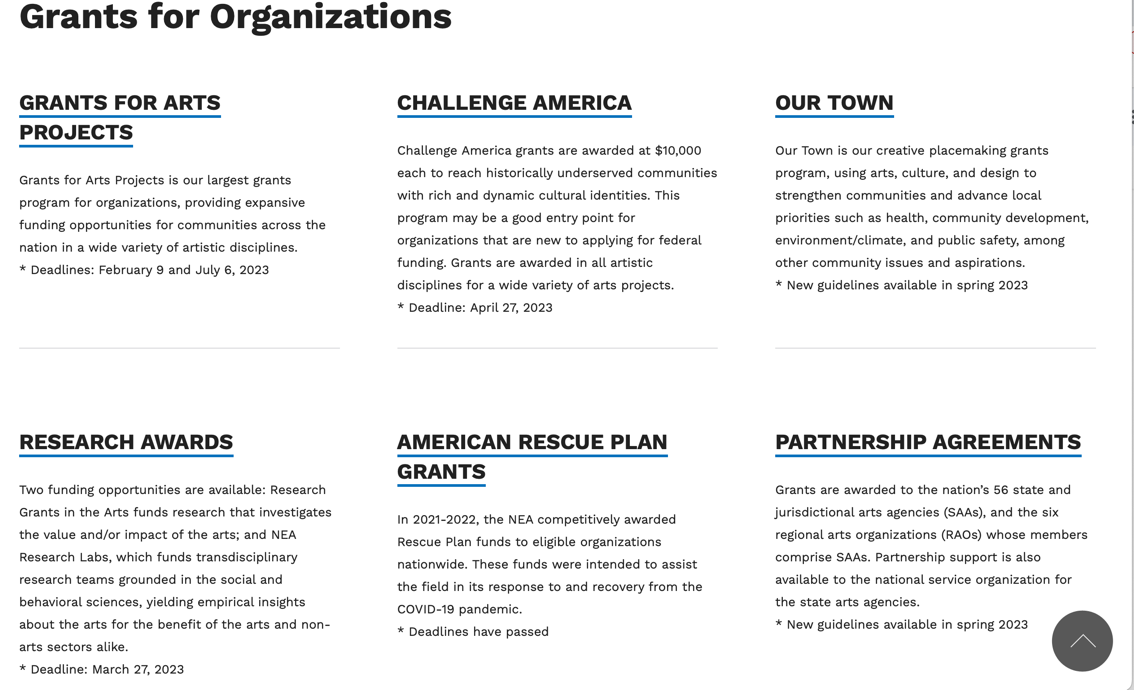 Grants for Organizations
GRANTS FOR ARTS
PROJECTS
Grants for Arts Projects is our largest grants
program for organizations, providing expansive
funding opportunities for communities across the
nation in a wide variety of artistic disciplines.
* Deadlines: February 9 and July 6, 2023
CHALLENGE AMERICA
Challenge America grants are awarded at $10,000
each to reach historically underserved communities
with rich and dynamic cultural identities. This
program may be a good entry point for
organizations that are new to applying for federal
funding. Grants are awarded in all artistic
disciplines for a wide variety of arts projects.
* Deadline: April 27, 2023
OUR TOWN
Our Town is our creative placemaking grants
program, using arts, culture, and design to
strengthen communities and advance local
priorities such as health, community development,
environment/climate, and public safety, among
other community issues and aspirations.
* New guidelines available in spring 2023
RESEARCH AWARDS
Two funding opportunities are available: Research
Grants in the Arts funds research that investigates
the value and/or impact of the arts; and NEA
Research Labs, which funds transdisciplinary
research teams grounded in the social and
behavioral sciences, yielding empirical insights
about the arts for the benefit of the arts and non-
arts sectors alike.
* Deadline: March 27, 2023
AMERICAN RESCUE PLAN
GRANTS
In 2021-2022, the NEA competitively awarded
Rescue Plan funds to eligible organizations
nationwide. These funds were intended to assist
the field in its response to and recovery from the
COVID-19 pandemic.
* Deadlines have passed
PARTNERSHIP AGREEMENTS
Grants are awarded to the nation’s 56 state and
jurisdictional arts agencies (SAAs), and the six
regional arts organizations (RAOs) whose members
comprise SAAs. Partnership support is also
available to the national service organization for
the state arts agencies.
* New guidelines available in spring 2023